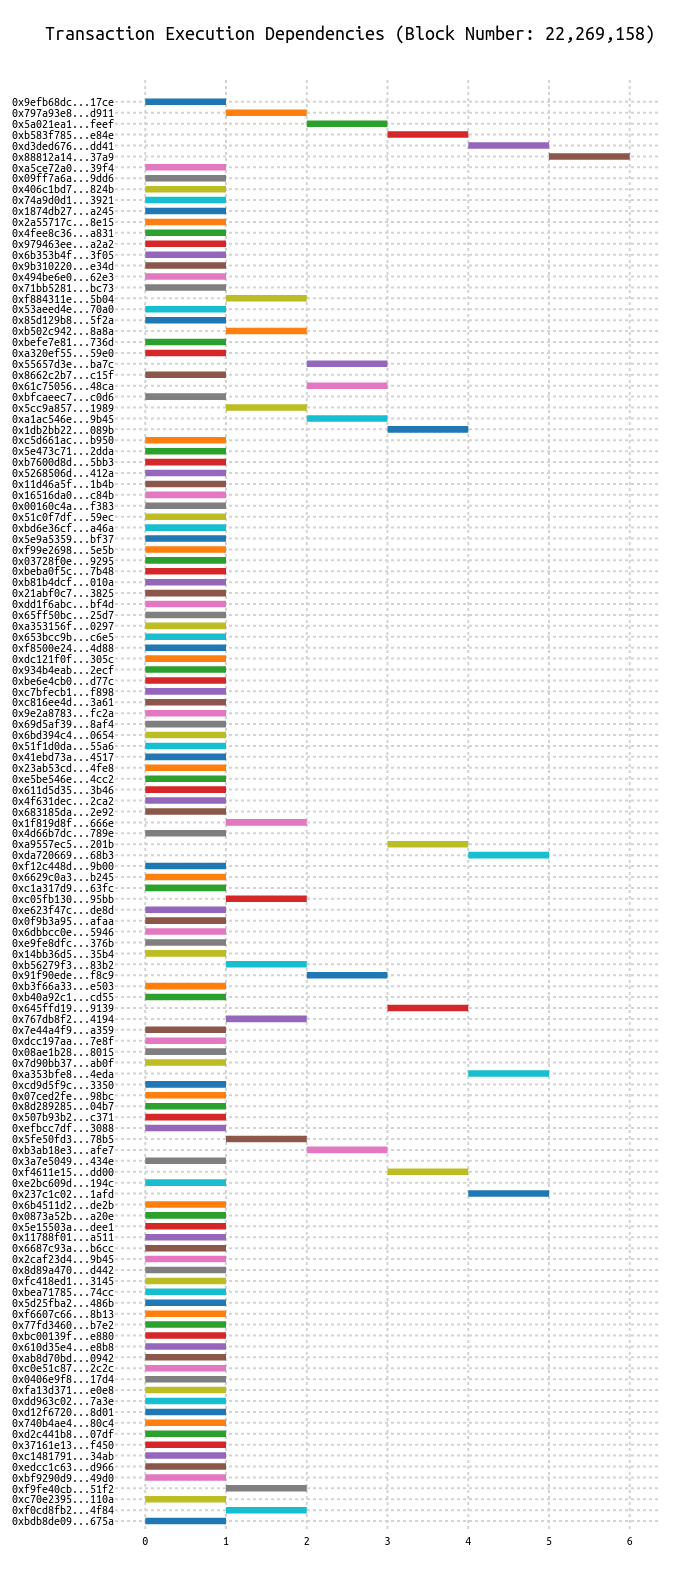 Transaction Execution Dependencies (Block Number: 22,269,158)
0x9efb68dc...17ce
0x797a93e8...d911
0x5a021ea1...feef
0xb583f785...e84e
0xd3ded676...dd41
0x88812a14...37a9
0xa5ce72a0...39f4
0x09ff7a6a...9dd6
0x406c1bd7...824b
0x74a9d0d1...3921
0x1874db27...a245
0x2a55717c...8e15
0x4fee8c36...a831
0x979463ee...a2a2
0x6b353b4f...3f05
0x9b310220...e34d
0x494be6e0...62e3
0x71bb5281...bc73
0xf884311e...5b04
0x53aeed4e...70a0
0x85d129b8...5f2a
0xb502c942...8a8a
0xbefe7e81...736d
0xa320ef55...59e0
0x55657d3e...ba7c
0x8662c2b7...c15f
0x61c75056...48ca
0xbfcaeec7...c0d6
0x5cc9a857...1989
0xa1ac546e...9b45
0x1db2bb22...089b
0xc5d661ac...b950
0x5e473c71...2dda
0xb7600d8d...5bb3
0x5268506d...412a
0x11d46a5f...1b4b
0x16516da0...c84b
0x00160c4a...f383
0x51c0f7df...59ec
0xbd6e36cf...a46a
0x5e9a5359...bf37
0xf99e2698...5e5b
0x03728f0e...9295
0xbeba0f5c...7b48
0xb81b4dcf...010a
0x21abf0c7...3825
0xdd1f6abc...bf4d
0x65ff50bc...25d7
0xa353156f...0297
0x653bcc9b...c6e5
0xf8500e24...4d88
0xdc121f0f...305c
0x934b4eab...2ecf
0xbe6e4cb0...d77c
0xc7bfecb1...f898
0xc816ee4d...3a61
0x9e2a8783...fc2a
0x69d5af39...8af4
0x6bd394c4...0654
0x51f1d0da...55a6
0x41ebd73a...4517
0x23ab53cd...4fe8
0xe5be546e...4cc2
0x611d5d35...3b46
0x4f631dec...2ca2
0x683185da...2e92
0x1f819d8f...666e
0x4d66b7dc...789e
0xa9557ec5...201b
0xda720669...68b3
0xf12c448d...9b00
0x6629c0a3...b245
0xc1a317d9...63fc
0xc05fb130...95bb
0xe623f47c...de8d
0x0f9b3a95...afaa
0x6dbbcc0e...5946
0xe9fe8dfc...376b
0x14bb36d5...35b4
0xb56279f3...83b2
0x91f90ede...f8c9
0xb3f66a33...e503
0xb40a92c1...cd55
0x645ffd19...9139
0x767db8f2...4194
0x7e44a4f9...a359
0xdcc197aa...7e8f
0x08ae1b28...8015
0x7d90bb37...ab0f
0xa353bfe8...4eda
0xcd9d5f9c...3350
0x07ced2fe...98bc
0x8d289285...04b7
0x507b93b2...c371
0xefbcc7df...3088
0x5fe50fd3...78b5
0xb3ab18e3...afe7
0x3a7e5049...434e
0xf4611e15...dd00
0xe2bc609d...194c
0x237c1c02...1afd
0x6b4511d2...de2b
0x0873a52b...a20e
0x5e15503a...dee1
0x11788f01...a511
0x6687c93a...b6cc
0x2caf23d4...9b45
0x8d89a470...d442
0xfc418ed1...3145
0xbea71785...74cc
0x5d25fba2...486b
0xf6607c66...8b13
0x77fd3460...b7e2
0xbc00139f...e880
0x610d35e4...e8b8
0xab8d70bd...0942
0xc0e51c87...2c2c
0x0406e9f8...17d4
0xfa13d371...e0e8
0xdd963c02...7a3e
0xd12f6720...8d01
0x740b4ae4...80c4
0xd2c441b8...07df
0x37161e13...f450
0xc1481791...34ab
0xedcc1c63...d966
0xbf9290d9...49d0
0xf9fe40cb...51f2
0xc70e2395...110a
0xf0cd8fb2...4f84
0xbdb8de09...675a
0 1 2 3 4 5 6